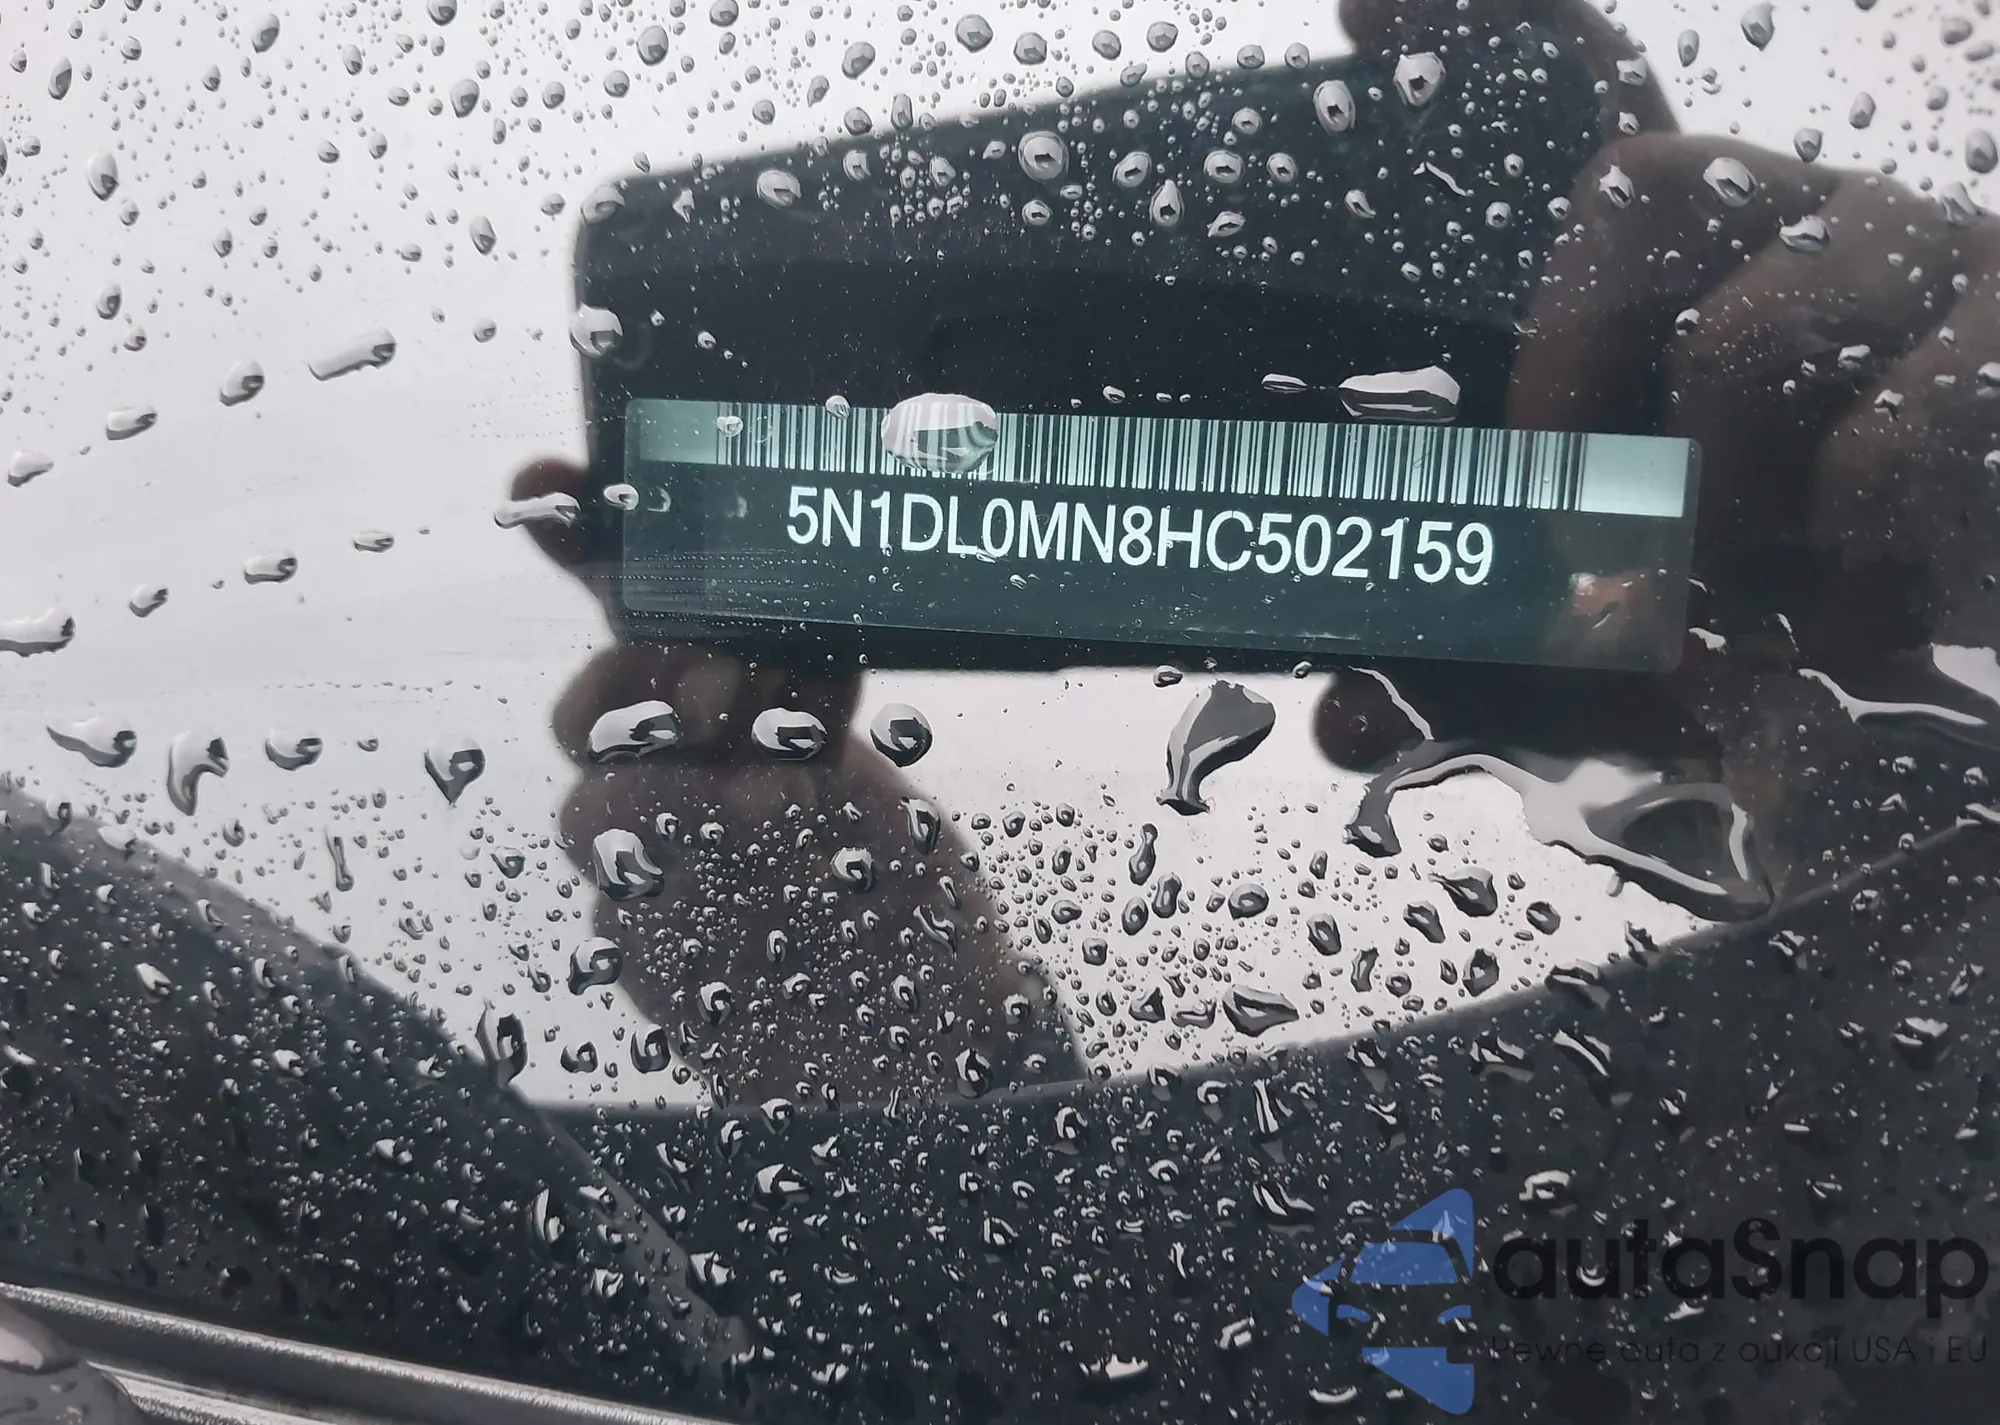 5N1DL0MN8HC502159
autaSnap
Pewne auta z aukcji USA i EU